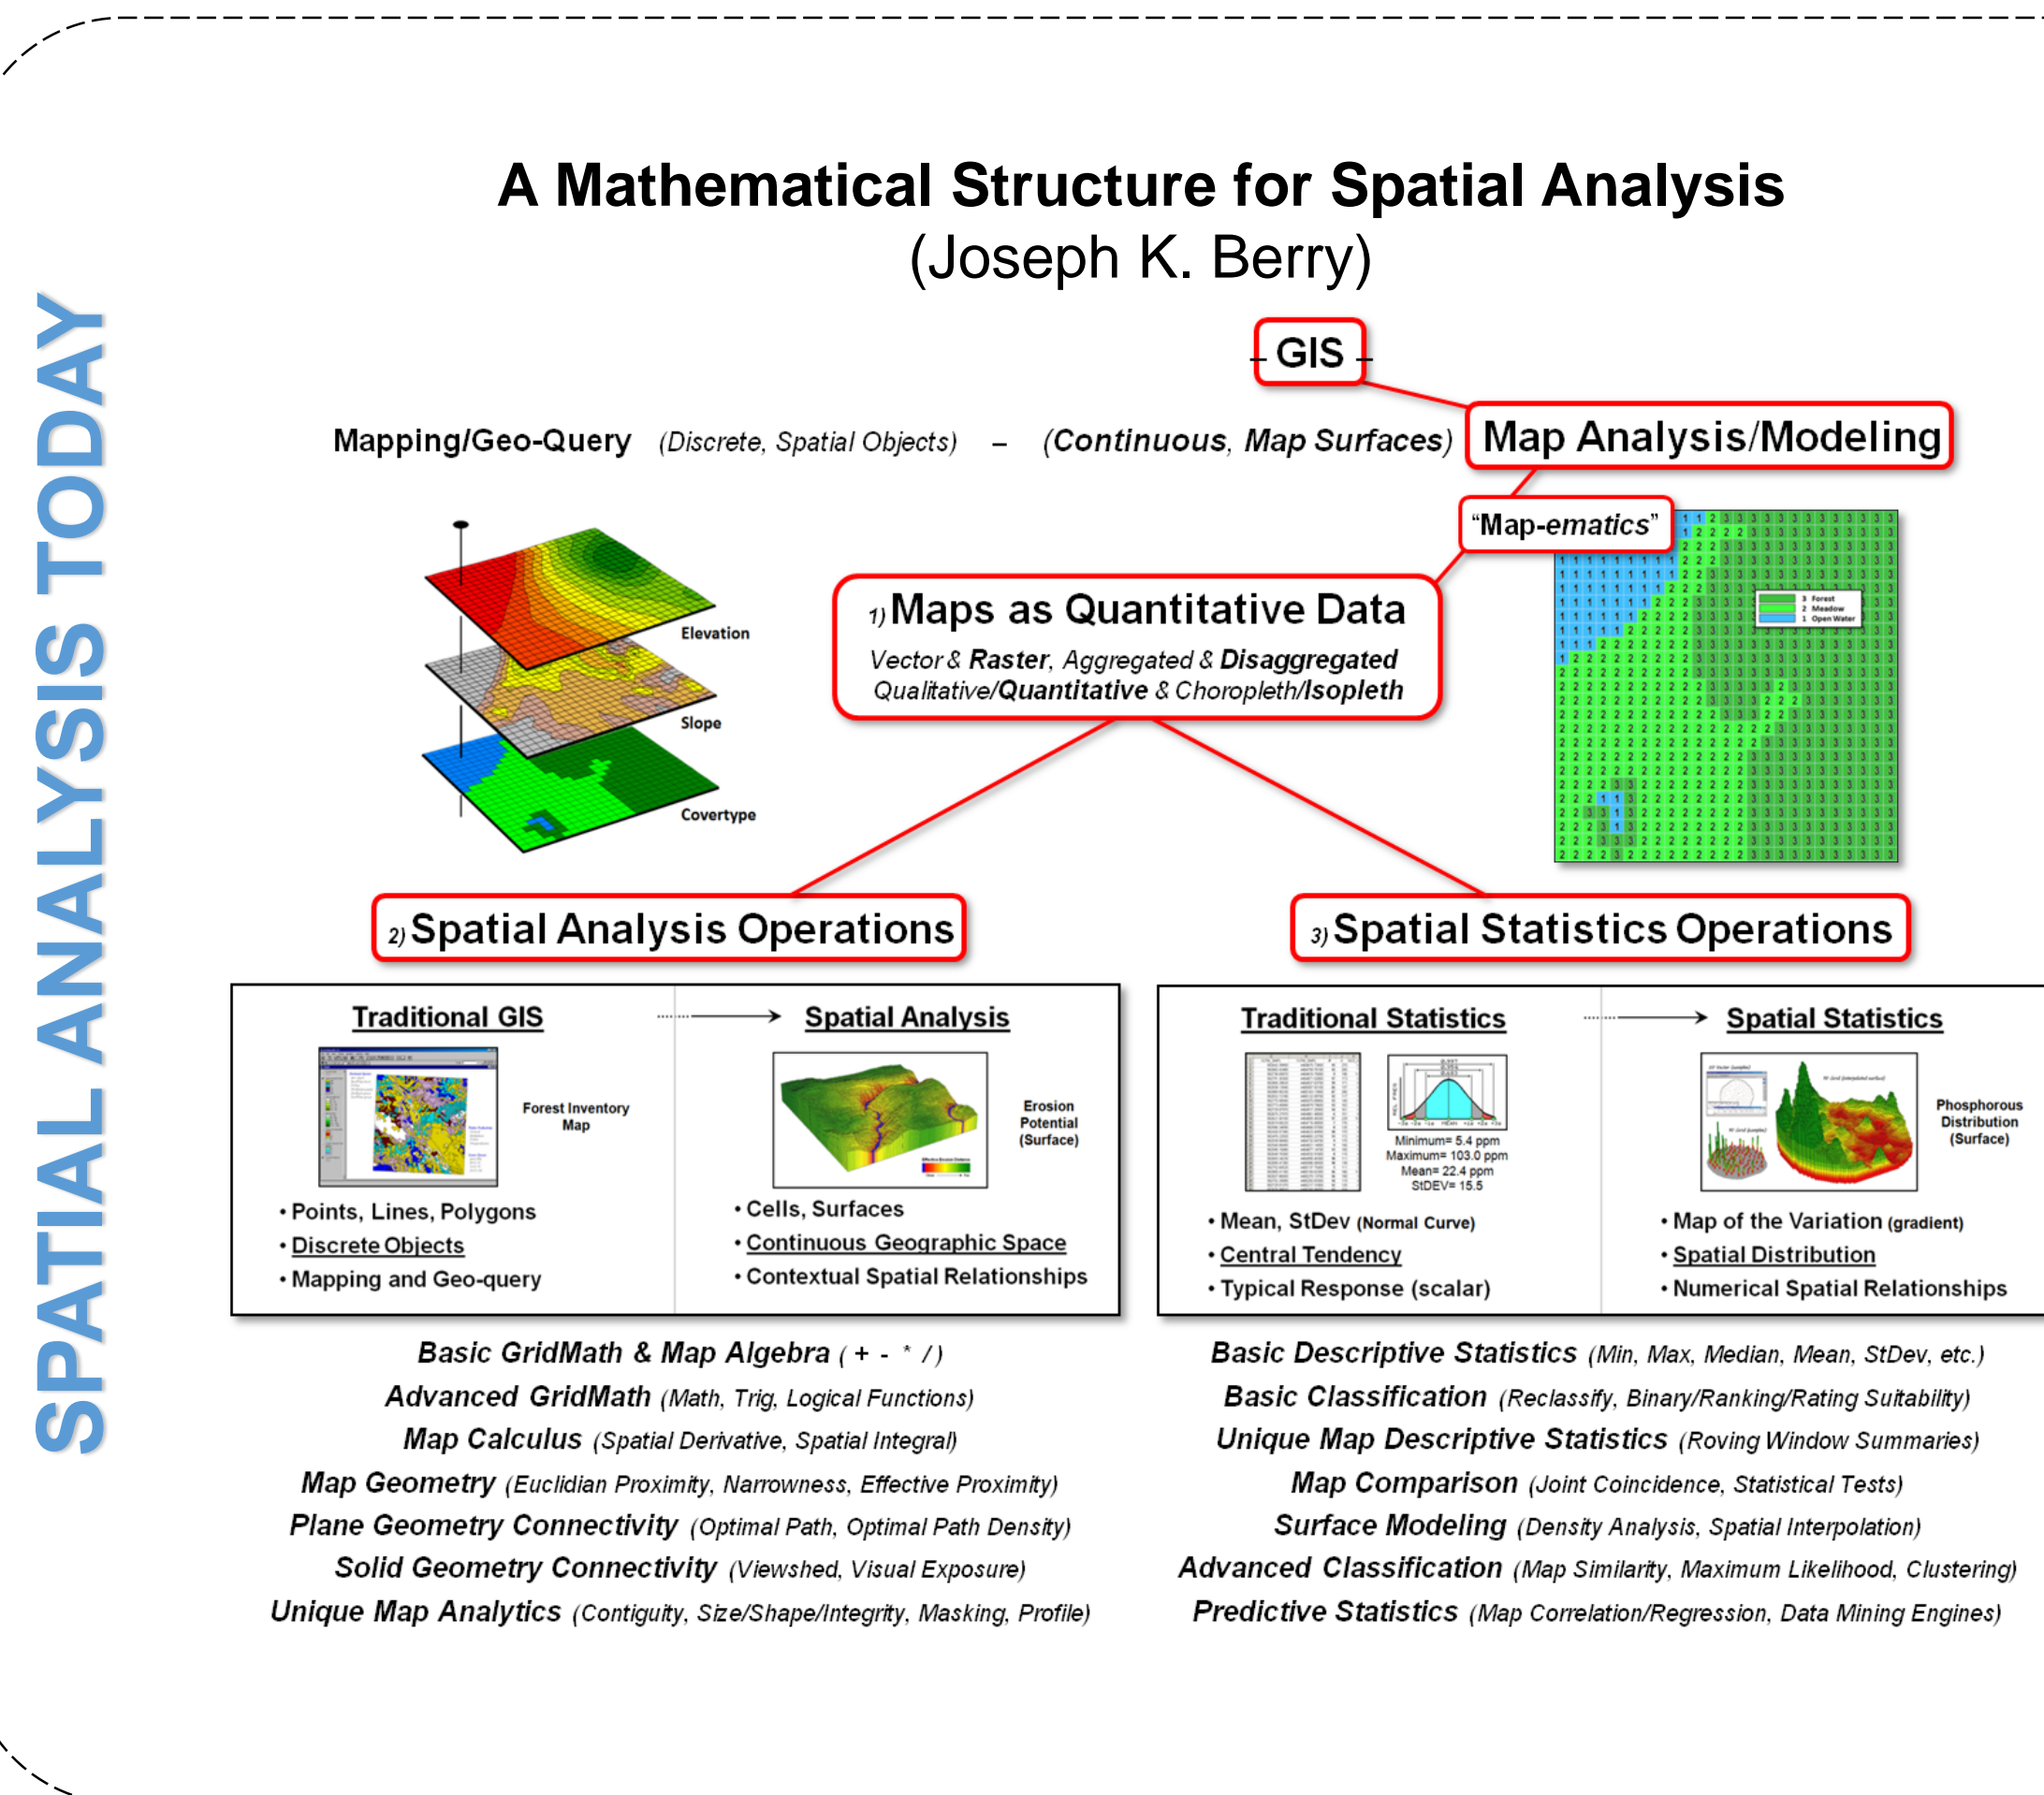 SPATIAL ANALYSIS TODAY
A Mathematical Structure for Spatial Analysis
(Joseph K. Berry)
– GIS –
Mapping/Geo-Query (Discrete, Spatial Objects) – (Continuous, Map Surfaces) Map Analysis/Modeling
“Map-ematics”
1) Maps as Quantitative Data
Vector & Raster, Aggregated & Disaggregated
Qualitative/Quantitative & Choropleth/Isopleth
Elevation
Slope
Covertype
3 Forest
2 Meadow
1 Open Water
2) Spatial Analysis Operations
Traditional GIS
Forest Inventory
Map
• Points, Lines, Polygons
• Discrete Objects
• Mapping and Geo-query
Spatial Analysis
Erosion
Potential
(Surface)
• Cells, Surfaces
• Continuous Geographic Space
• Contextual Spatial Relationships
Basic GridMath & Map Algebra ( + - * / )
Advanced GridMath (Math, Trig, Logical Functions)
Map Calculus (Spatial Derivative, Spatial Integral)
Map Geometry (Euclidian Proximity, Narrowness, Effective Proximity)
Plane Geometry Connectivity (Optimal Path, Optimal Path Density)
Solid Geometry Connectivity (Viewshed, Visual Exposure)
Unique Map Analytics (Contiguity, Size/Shape/Integrity, Masking, Profile)
3) Spatial Statistics Operations
Traditional Statistics
Minimum= 5.4 ppm
Maximum= 103.0 ppm
Mean= 22.4 ppm
StDEV= 15.5
• Mean, StDev (Normal Curve)
• Central Tendency
• Typical Response (scalar)
Spatial Statistics
Phosphorous
Distribution
(Surface)
• Map of the Variation (gradient)
• Spatial Distribution
• Numerical Spatial Relationships
Basic Descriptive Statistics (Min, Max, Median, Mean, StDev, etc.)
Basic Classification (Reclassify, Binary/Ranking/Rating Suitability)
Unique Map Descriptive Statistics (Roving Window Summaries)
Map Comparison (Joint Coincidence, Statistical Tests)
Surface Modeling (Density Analysis, Spatial Interpolation)
Advanced Classification (Map Similarity, Maximum Likelihood, Clustering)
Predictive Statistics (Map Correlation/Regression, Data Mining Engines)